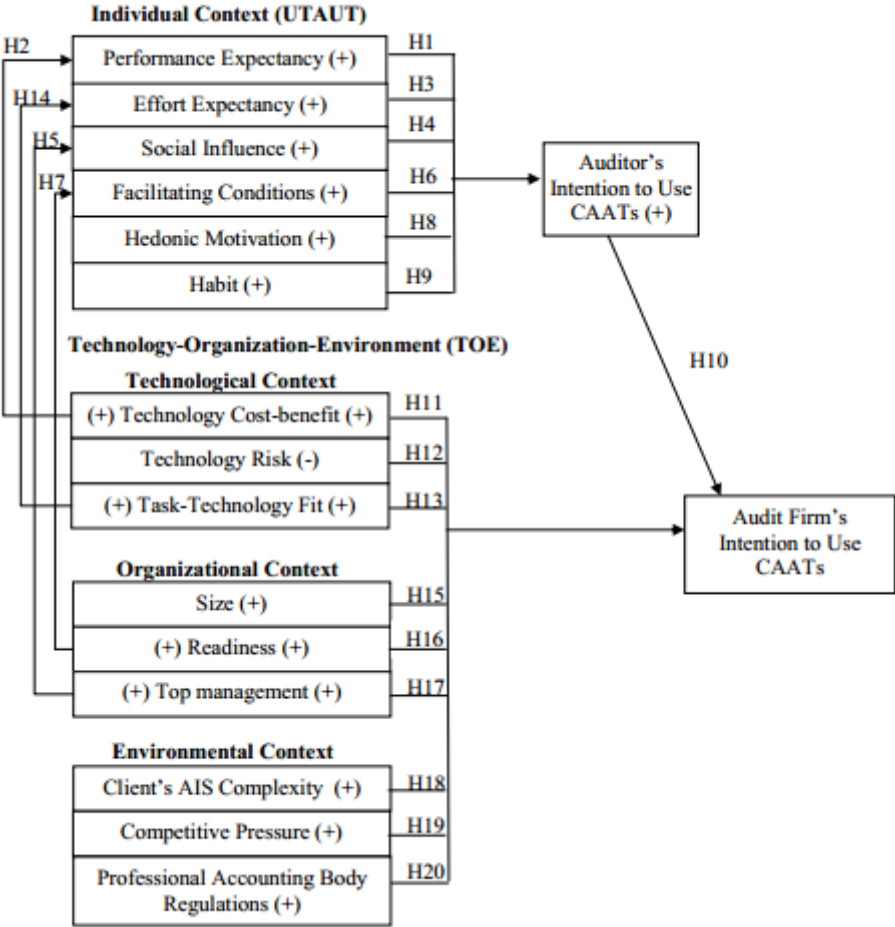 Individual Context (UTAUT)
H2
Performance Expectancy (+)
H1
H14
Effort Expectancy (+)
H3
H5
Social Influence (+)
H4
H7
Facilitating Conditions (+)
H6
Hedonic Motivation (+)
H8
Habit (+)
H9
Auditor's
Intention to Use
CAATs (+)
H10
Technology-Organization-Environment (TOE)
Technological Context
(+) Technology Cost-benefit (+)
H11
Technology Risk (-)
H12
(+) Task-Technology Fit (+)
H13
Audit Firm's
Intention to Use
CAATs
Organizational Context
Size (+)
H15
(+) Readiness (+)
H16
(+) Top management (+)
H17
Environmental Context
Client's AIS Complexity (+)
H18
Competitive Pressure (+)
H19
Professional Accounting Body
Regulations (+)
H20